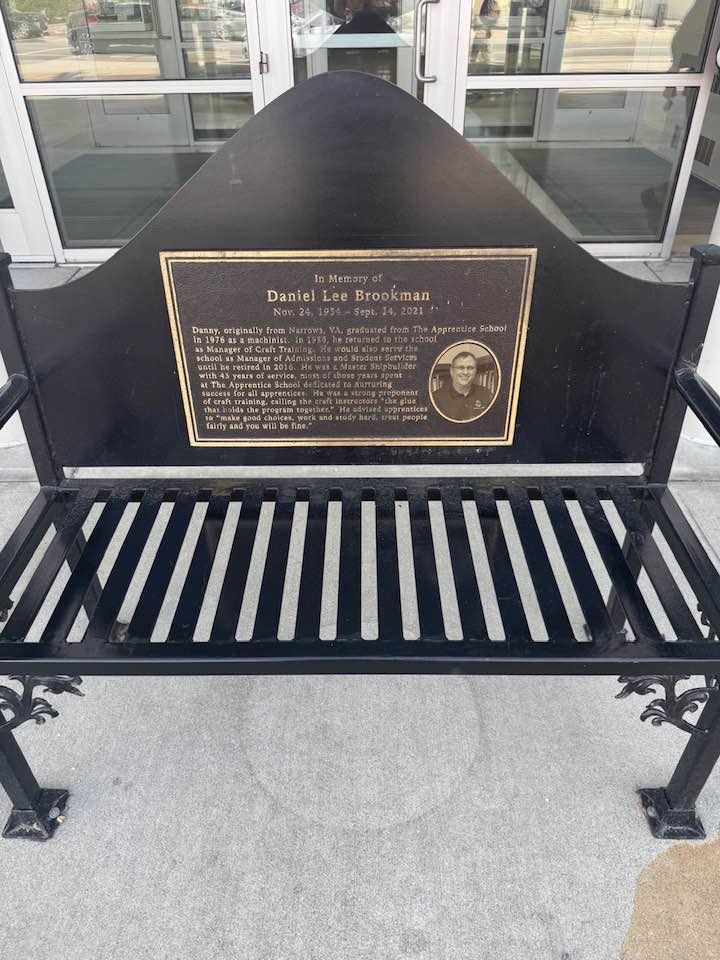 In Memory of
Daniel Lee Brookman
Nov. 24, 1954 – Sept. 14, 2021
Danny, originally from Narrows, VA, graduated from The Apprentice School
in 1976 as a machinist. In 1988, he returned to the school
as Manager of Craft Training. He would also serve the
school as Manager of Admissions and Student Services
until he retired in 2016. He was a Master Shipbuilder
with 43 years of service, most of those years spent
at The Apprentice School dedicated to nurturing
success for all apprentices. He was a strong proponent
of craft training, calling the craft instructors "the glue
that holds the program together." He advised apprentices
to "make good choices, work and study hard, treat people
fairly and you will be fine."